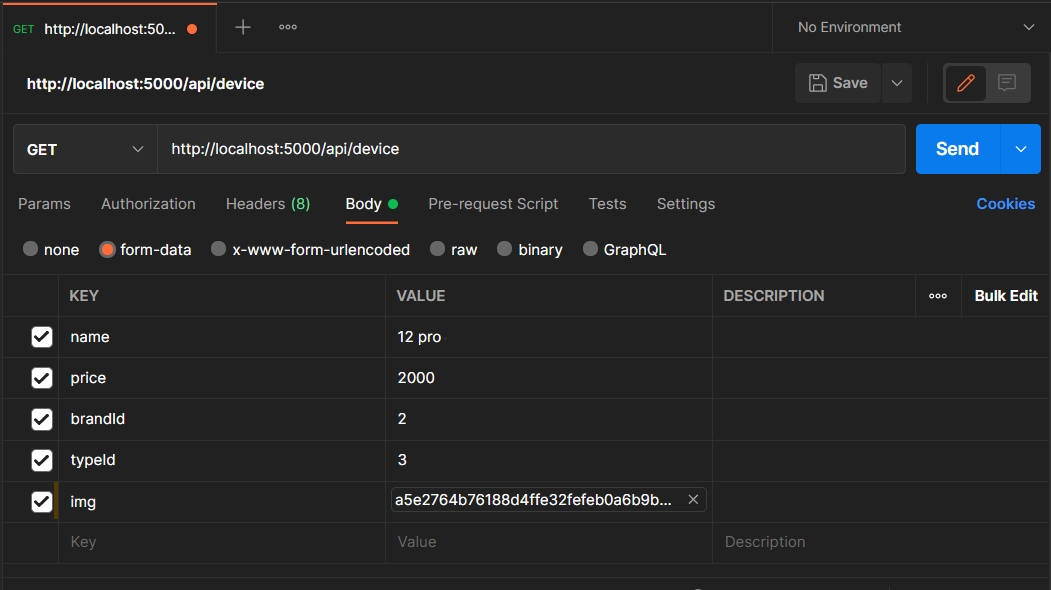 GET http://localhost:50... No Environment
http://localhost:5000/api/device Save
GET http://localhost:5000/api/device Send
Params Authorization Headers (8) Body Pre-request Script Tests Settings Cookies
none form-data x-www-form-urlencoded raw binary GraphQL
KEY VALUE DESCRIPTION Bulk Edit
name 12 pro
price 2000
brandId 2
typeId 3
img a5e2764b76188d4ffe32fefeb0a6b9b...
Key Value Description